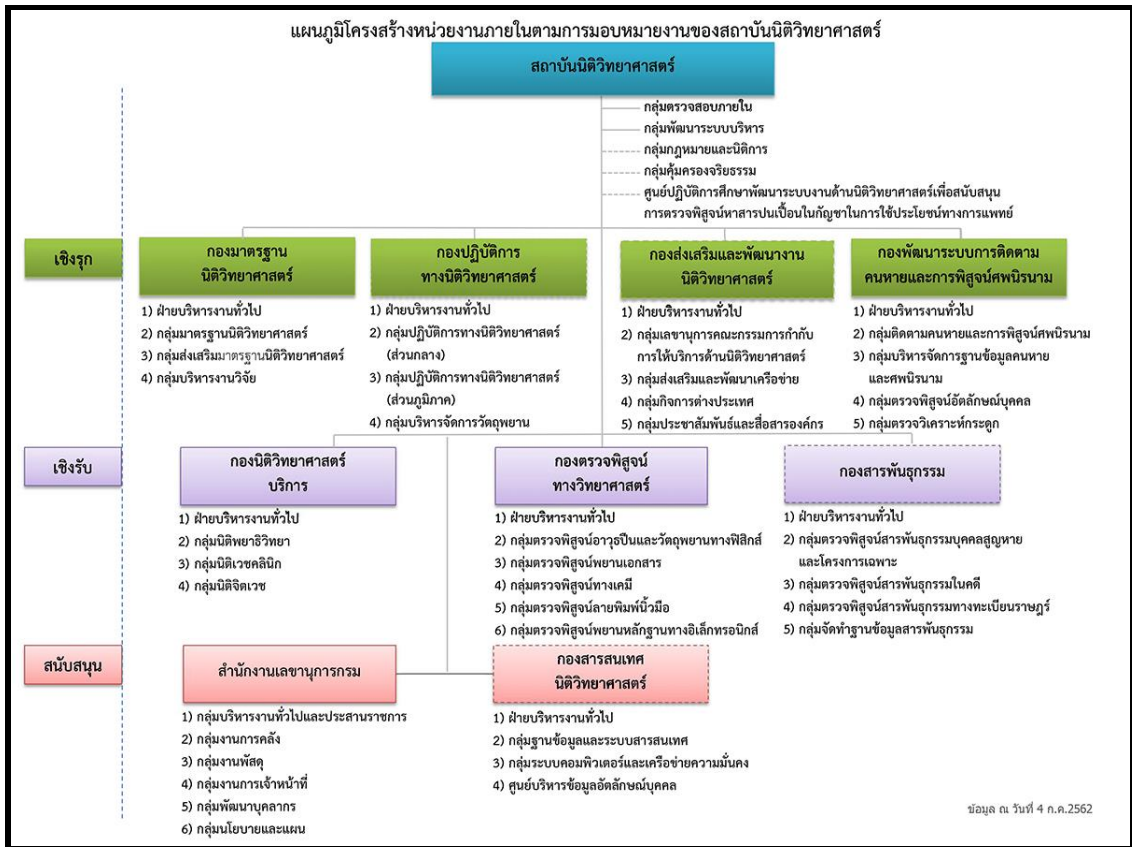 แผนภูมิโครงสร้างหน่วยงานภายในตามการมอบหมายงานของสถาบันนิติวิทยาศาสตร์
สถาบันนิติวิทยาศาสตร์
กลุ่มตรวจสอบภายใน
กลุ่มพัฒนาระบบบริหาร
กลุ่มกฎหมายและนิติการ
กลุ่มคุ้มครองจริยธรรม
ศูนย์ปฏิบัติการศึกษาพัฒนาระบบงานด้านนิติวิทยาศาสตร์เพื่อสนับสนุน
การตรวจพิสูจน์หาสารปนเปื้อนในกัญชาในการใช้ประโยชน์ทางการแพทย์
เชิงรุก
กองมาตรฐาน
นิติวิทยาศาสตร์
1) ฝ่ายบริหารงานทั่วไป
2) กลุ่มมาตรฐานนิติวิทยาศาสตร์
3) กลุ่มส่งเสริมมาตรฐานนิติวิทยาศาสตร์
4) กลุ่มบริหารงานวิจัย
กองปฏิบัติการ
ทางนิติวิทยาศาสตร์
1) ฝ่ายบริหารงานทั่วไป
2) กลุ่มปฏิบัติการทางนิติวิทยาศาสตร์
(ส่วนกลาง)
3) กลุ่มปฏิบัติการทางนิติวิทยาศาสตร์
(ส่วนภูมิภาค)
4) กลุ่มบริหารจัดการวัตถุพยาน
กองส่งเสริมและพัฒนางาน
นิติวิทยาศาสตร์
1) ฝ่ายบริหารงานทั่วไป
2) กลุ่มเลขานุการคณะกรรมการกำกับ
การให้บริการด้านนิติวิทยาศาสตร์
3) กลุ่มส่งเสริมและพัฒนาเครือข่าย
4) กลุ่มกิจการต่างประเทศ
5) กลุ่มประชาสัมพันธ์และสื่อสารองค์กร
กองพัฒนาระบบการติดตาม
คนหายและการพิสูจน์ศพนิรนาม
1) ฝ่ายบริหารงานทั่วไป
2) กลุ่มติดตามคนหายและการพิสูจน์ศพนิรนาม
3) กลุ่มบริหารจัดการฐานข้อมูลคนหาย
และศพนิรนาม
4) กลุ่มตรวจพิสูจน์อัตลักษณ์บุคคล
5) กลุ่มตรวจวิเคราะห์กระดูก
เชิงรับ
กองนิติวิทยาศาสตร์
บริการ
1) ฝ่ายบริหารงานทั่วไป
2) กลุ่มนิติพยาธิวิทยา
3) กลุ่มนิติเวชคลินิก
4) กลุ่มนิติจิตเวช
กองตรวจพิสูจน์
ทางวิทยาศาสตร์
1) ฝ่ายบริหารงานทั่วไป
2) กลุ่มตรวจพิสูจน์อาวุธปืนและวัตถุพยานทางฟิสิกส์
3) กลุ่มตรวจพิสูจน์พยานเอกสาร
4) กลุ่มตรวจพิสูจน์ทางเคมี
5) กลุ่มตรวจพิสูจน์ลายพิมพ์นิ้วมือ
6) กลุ่มตรวจพิสูจน์พยานหลักฐานทางอิเล็กทรอนิกส์
กองสารพันธุกรรม
1) ฝ่ายบริหารงานทั่วไป
2) กลุ่มตรวจพิสูจน์สารพันธุกรรมบุคคลสูญหาย
และโครงการเฉพาะ
3) กลุ่มตรวจพิสูจน์สารพันธุกรรมในคดี
4) กลุ่มตรวจพิสูจน์สารพันธุกรรมทางทะเบียนราษฎร์
5) กลุ่มจัดทำฐานข้อมูลสารพันธุกรรม
สนับสนุน
สำนักงานเลขานุการกรม
1) กลุ่มบริหารงานทั่วไปและประสานราชการ
2) กลุ่มงานการคลัง
3) กลุ่มงานพัสดุ
4) กลุ่มงานการเจ้าหน้าที่
5) กลุ่มพัฒนาบุคลากร
6) กลุ่มนโยบายและแผน
กองสารสนเทศ
นิติวิทยาศาสตร์
1) ฝ่ายบริหารงานทั่วไป
2) กลุ่มฐานข้อมูลและระบบสารสนเทศ
3) กลุ่มระบบคอมพิวเตอร์และเครือข่ายความมั่นคง
4) ศูนย์บริหารข้อมูลอัตลักษณ์บุคคล
ข้อมูล ณ วันที่ 4 ก.ค.2562